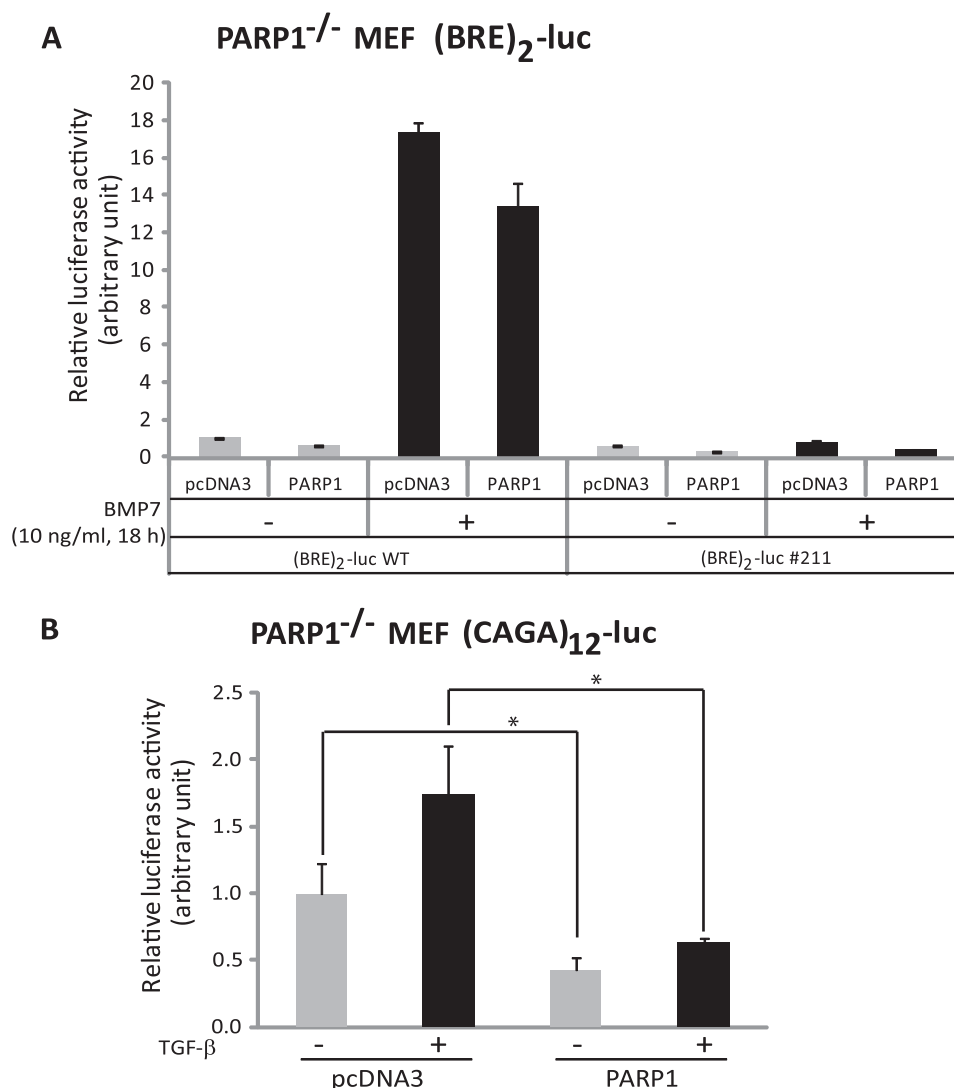 A
PARP1-/- MEF (BRE)2-luc
Relative luciferase activity
(arbitrary unit)
20
18
16
14
12
10
8
6
4
2
0
pcDNA3 PARP1 pcDNA3 PARP1 pcDNA3 PARP1 pcDNA3 PARP1
BMP7
(10 ng/ml, 18 h)
- + - +
(BRE)2-luc WT (BRE)2-luc #211
B
PARP1-/- MEF (CAGA)12-luc
Relative luciferase activity
(arbitrary unit)
2.5
2.0
1.5
1.0
0.5
0.0
*
*
TGF-β - + - +
pcDNA3 PARP1